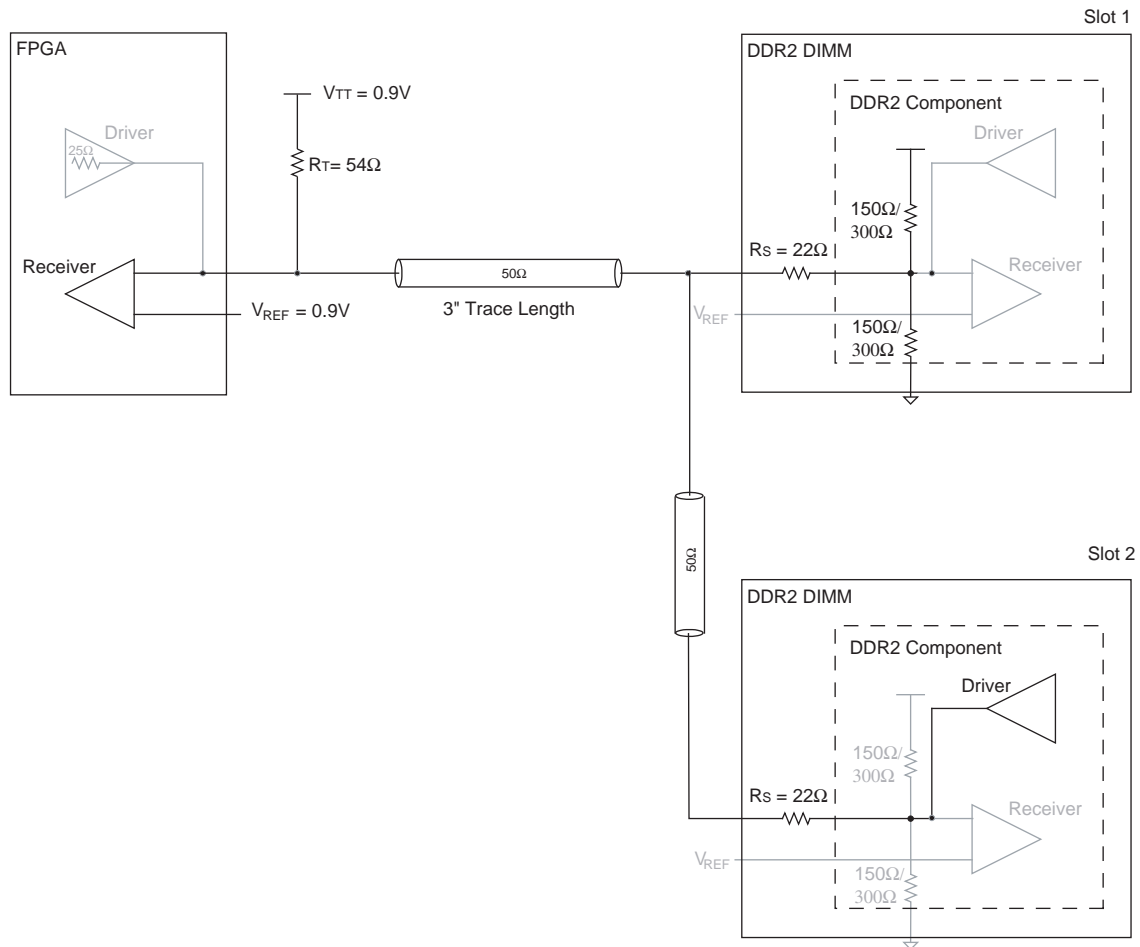 Slot 1
FPGA
DDR2 DIMM
VTT = 0.9V
DDR2 Component
Driver
25Ω
Driver
RT= 54Ω
150Ω/
300Ω
RS = 22Ω
Receiver
Receiver
50Ω
3" Trace Length
VREF = 0.9V
VREF
150Ω/
300Ω
50Ω
Slot 2
DDR2 DIMM
DDR2 Component
Driver
150Ω/
300Ω
RS = 22Ω
Receiver
VREF
150Ω/
300Ω